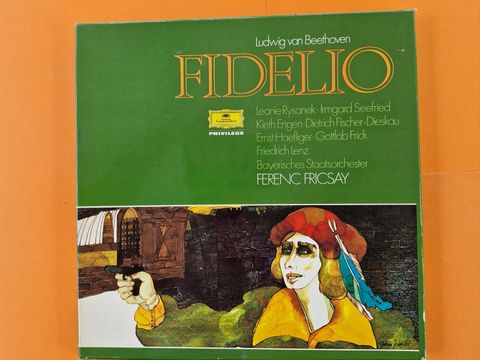 Ludwig van Beethoven
FIDELIO
Leonie Rysanek · Irmgard Seefried
Kieth Engen · Dietrich Fischer-Dieskau
Ernst Haefliger · Gottlob Frick
Friedrich Lenz
Bayerisches Staatsorchester
FERENC FRICSAY
PRIVILEGE